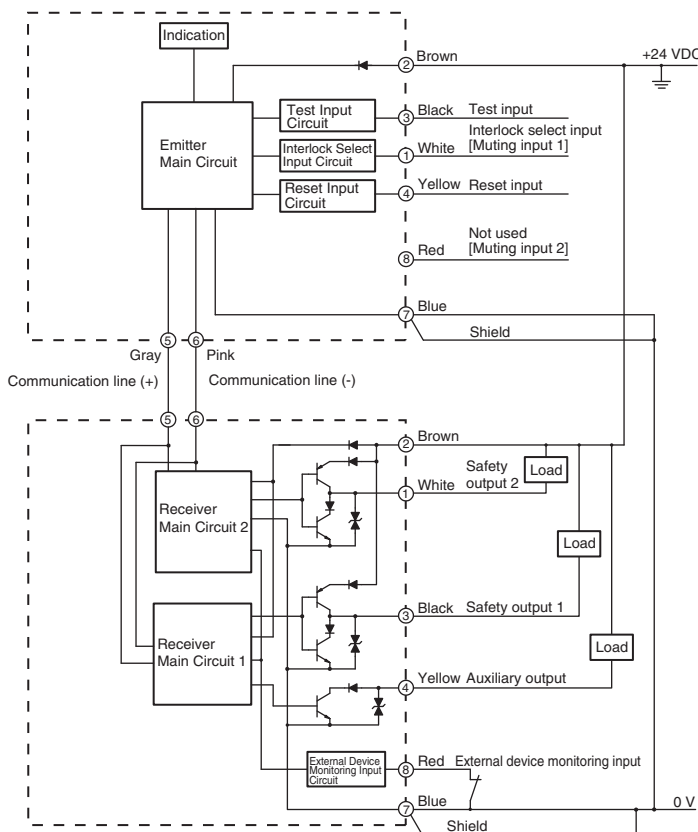 Indication
2 Brown
+24 VDC
Test Input
Circuit
3 Black Test input
Emitter
Main Circuit
Interlock Select
Input Circuit
1 White Interlock select input
[Muting input 1]
Reset Input
Circuit
4 Yellow Reset input
8 Red Not used
[Muting input 2]
7 Blue
Shield
5 6
Gray Pink
Communication line (+) Communication line (-)
5 6
2 Brown
Receiver
Main Circuit 2
1 White Safety
output 2
Load
Load
Receiver
Main Circuit 1
3 Black Safety output 1
Load
4 Yellow Auxiliary output
External Device
Monitoring Input
Circuit
8 Red External device monitoring input
7 Blue
0 V
Shield